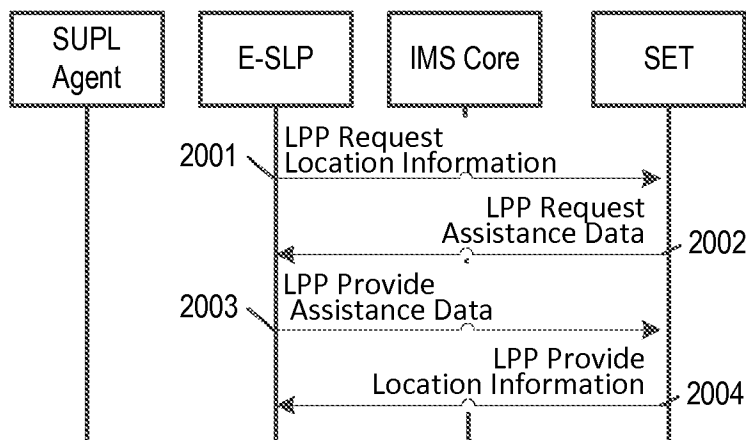 SUPL
Agent
E-SLP
IMS Core
SET
LPP Request
2001
Location Information
LPP Request
Assistance Data
2002
LPP Provide
2003
Assistance Data
LPP Provide
Location Information
2004